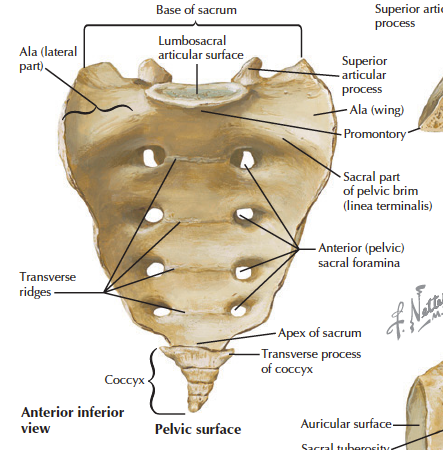 Base of sacrum
Superior
process
Lumbosacral
articular surface
Ala (lateral
part)
Superior
articular
process
Ala (wing)
Promontory
Sacral part
of pelvic brim
(linea terminalis)
Anterior (pelvic)
sacral foramina
Transverse
ridges
Apex of sacrum
Transverse process
of coccyx
Coccyx
Anterior inferior
view
Pelvic surface
Auricular surface
Sacral tuberosity